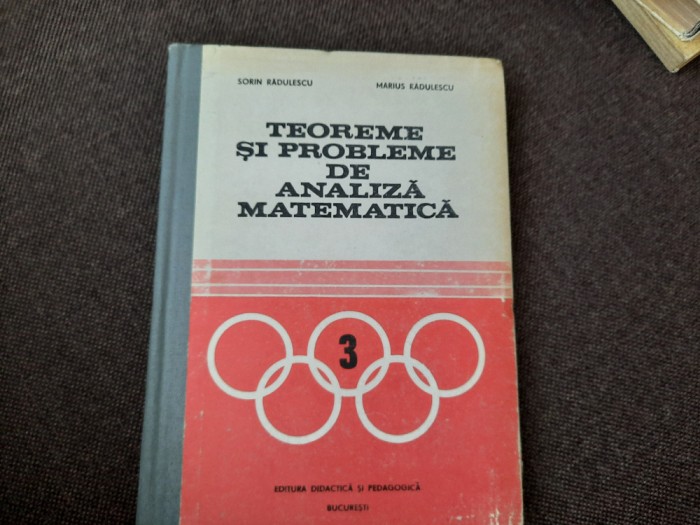 SORIN RĂDULESCU MARIUS RĂDULESCU
TEOREME
ȘI PROBLEME
DE
ANALIZĂ
MATEMATICĂ
3
EDITURA DIDACTICĂ ȘI PEDAGOGICĂ
BUCUREȘTI